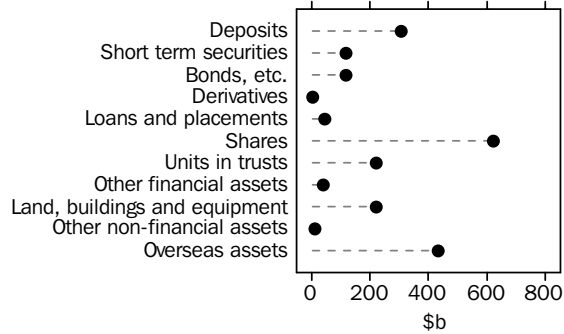 Deposits
Short term securities
Bonds, etc.
Derivatives
Loans and placements
Shares
Units in trusts
Other financial assets
Land, buildings and equipment
Other non-financial assets
Overseas assets
0 200 400 600 800
$b